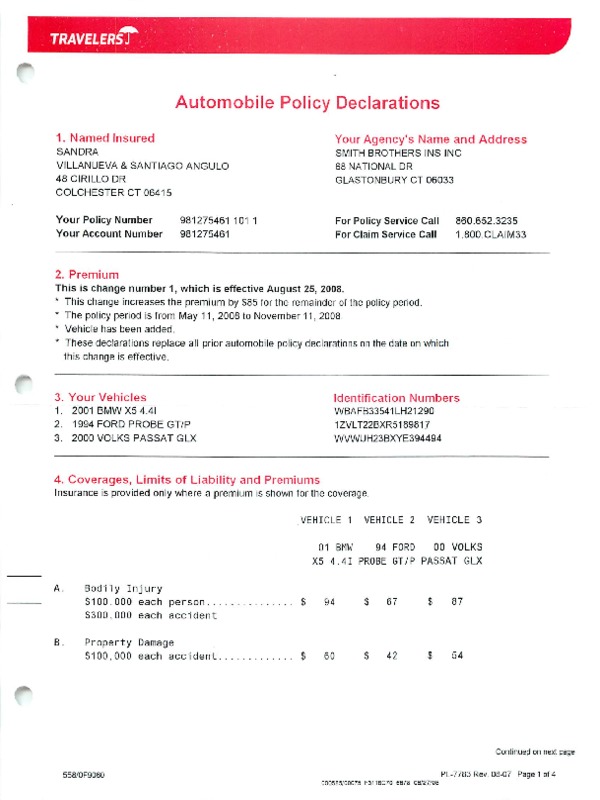 TRAVELERS
Automobile Policy Declarations
1. Named Insured
SANDRA
VILLANUEVA & SANTIAGO ANGULO
48 CIRILLO DR
COLCHESTER CT 06415
Your Agency's Name and Address
SMITH BROTHERS INS INC
68 NATIONAL DR
GLASTONBURY CT 06033
Your Policy Number 981275461 101 1
Your Account Number 981275461
For Policy Service Call 860.652.3235
For Claim Service Call 1.800.CLAIM33
2. Premium
This is change number 1, which is effective August 25, 2008.
* This change increases the premium by $85 for the remainder of the policy period.
* The policy period is from May 11, 2008 to November 11, 2008
* Vehicle has been added.
* These declarations replace all prior automobile policy declarations on the date on which
this change is effective.
3. Your Vehicles Identification Numbers
1. 2001 BMW X5 4.4I WBAFB33541LH21290
2. 1994 FORD PROBE GT/P 1ZVLT22BXR5189817
3. 2000 VOLKS PASSAT GLX WVWUH23BXYE394494
4. Coverages, Limits of Liability and Premiums
Insurance is provided only where a premium is shown for the coverage.
VEHICLE 1 VEHICLE 2 VEHICLE 3
01 BMW 94 FORD 00 VOLKS
X5 4.4I PROBE GT/P PASSAT GLX
A. Bodily Injury
$100,000 each person............... $ 94 $ 67 $ 87
$300,000 each accident
B. Property Damage
$100,000 each accident............. $ 60 $ 42 $ 54
Continued on next page
558/0F9060
PL-7783 Rev. 08-07 Page 1 of 4